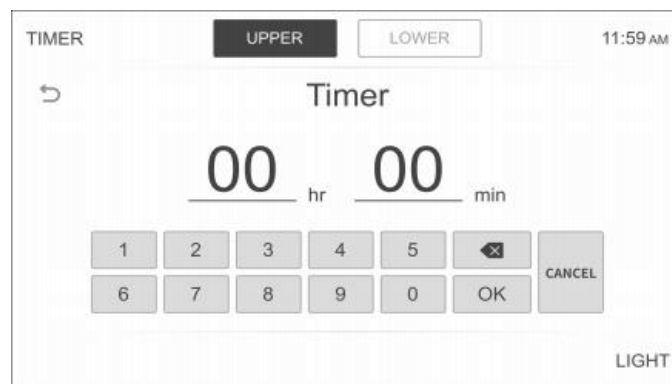 TIMER UPPER LOWER 11:59 AM
Timer
00 hr 00 min
1 2 3 4 5
CANCEL
6 7 8 9 0 OK
LIGHT